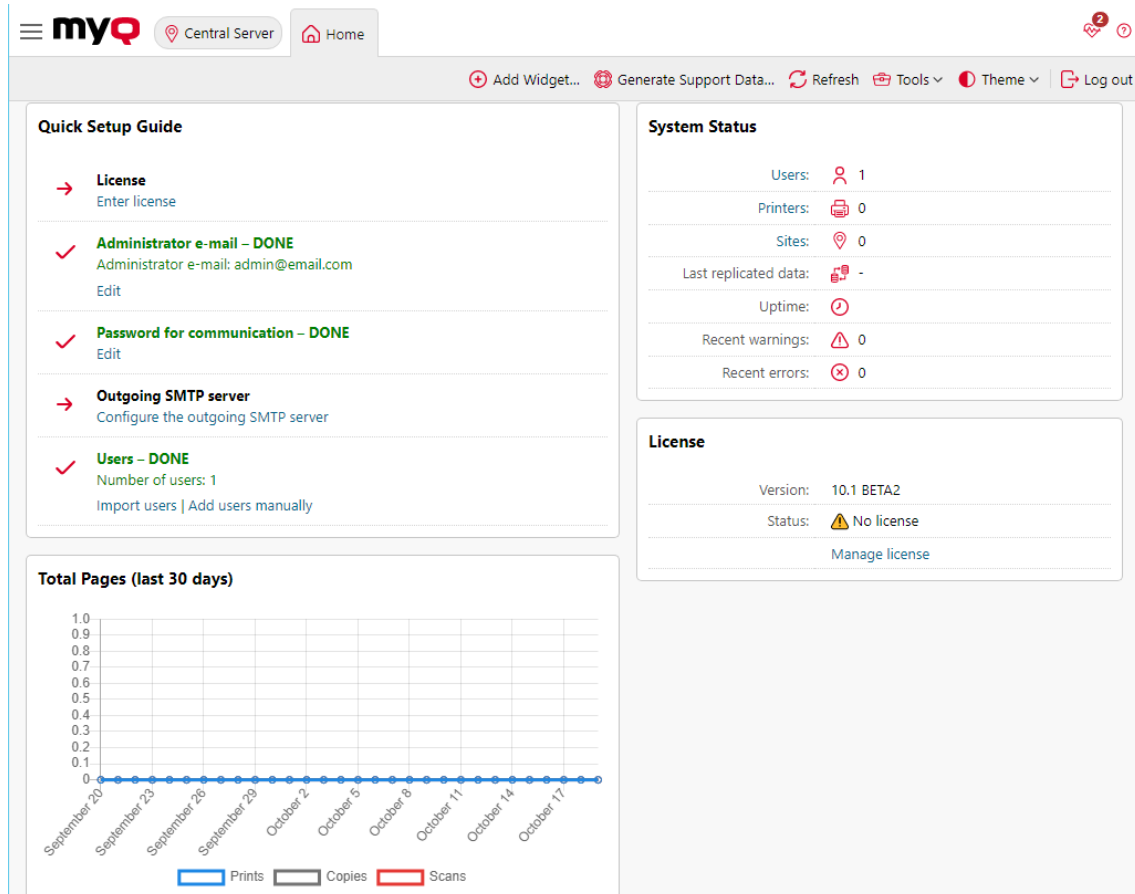 myQ
Central Server
Home
2
Add Widget... Generate Support Data... Refresh Tools Theme Log out
Quick Setup Guide
License
Enter license
Administrator e-mail – DONE
Administrator e-mail: admin@email.com
Edit
Password for communication – DONE
Edit
Outgoing SMTP server
Configure the outgoing SMTP server
Users – DONE
Number of users: 1
Import users | Add users manually
Total Pages (last 30 days)
1.0
0.9
0.8
0.7
0.6
0.5
0.4
0.3
0.2
0.1
0
September 20 September 23 September 26 September 29 October 2 October 5 October 8 October 11 October 14 October 17
Prints Copies Scans
System Status
Users: 1
Printers: 0
Sites: 0
Last replicated data: -
Uptime:
Recent warnings: 0
Recent errors: 0
License
Version: 10.1 BETA2
Status: No license
Manage license